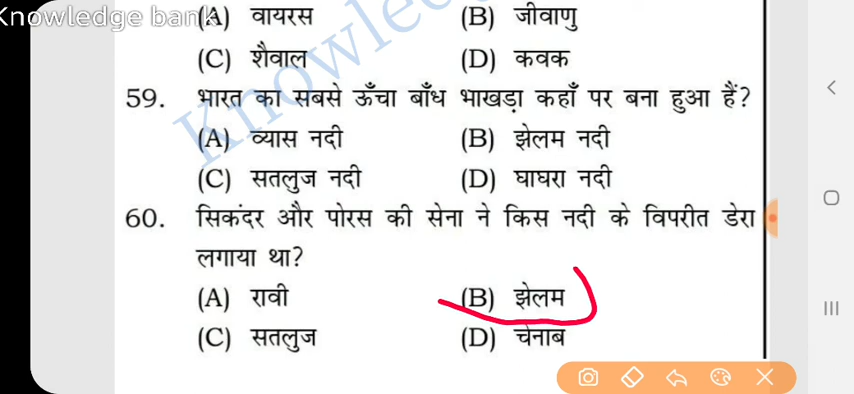 Knowledge bank
(A) वायरस (B) जीवाणु
(C) शैवाल (D) कवक
59. भारत का सबसे ऊँचा बाँध भाखड़ा कहाँ पर बना हुआ हैं?
(A) व्यास नदी (B) झेलम नदी
(C) सतलुज नदी (D) घाघरा नदी
60. सिकंदर और पोरस की सेना ने किस नदी के विपरीत डेरा
लगाया था?
(A) रावी (B) झेलम
(C) सतलुज (D) चेनाब